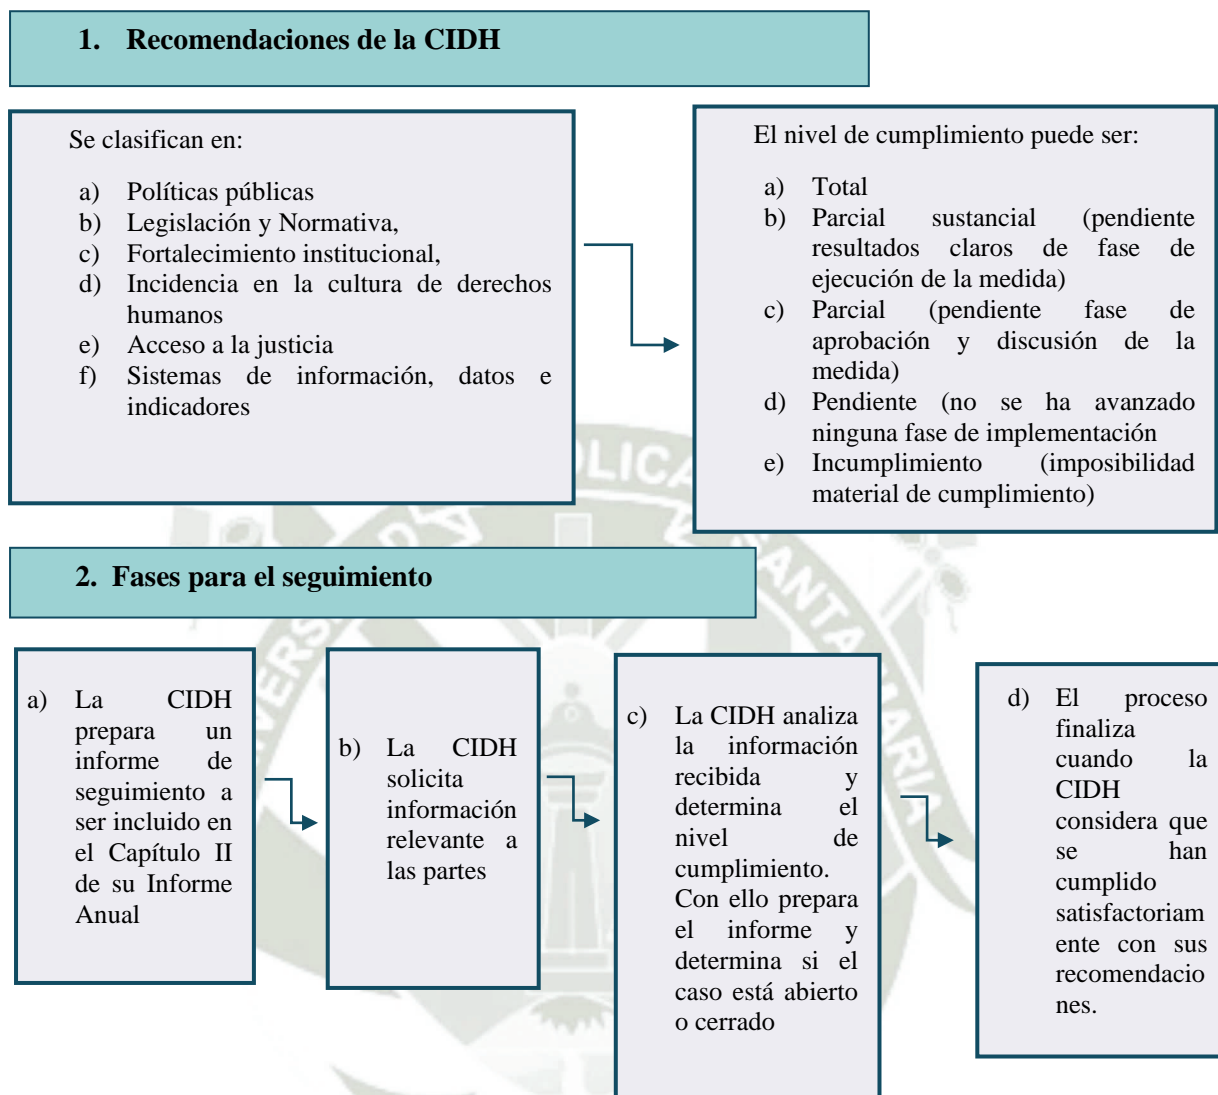 1. Recomendaciones de la CIDH
Se clasifican en:
a) Políticas públicas
b) Legislación y Normativa,
c) Fortalecimiento institucional,
d) Incidencia en la cultura de derechos
humanos
e) Acceso a la justicia
f) Sistemas de información, datos e
indicadores
El nivel de cumplimiento puede ser:
a) Total
b) Parcial sustancial (pendiente
resultados claros de fase de
ejecución de la medida)
c) Parcial (pendiente fase de
aprobación y discusión de la
medida)
d) Pendiente (no se ha avanzado
ninguna fase de implementación
e) Incumplimiento (imposibilidad
material de cumplimiento)
2. Fases para el seguimiento
a) La CIDH
prepara un
informe de
seguimiento a
ser incluido en
el Capítulo II
de su Informe
Anual
b) La CIDH
solicita
información
relevante a
las partes
c) La CIDH analiza
la información
recibida y
determina el
nivel de
cumplimiento.
Con ello prepara
el informe y
determina si el
caso está abierto
o cerrado
d) El proceso
finaliza
cuando la
CIDH
considera que
se han
cumplido
satisfactoriam
ente con sus
recomendacio
nes.
SANTA MARIA